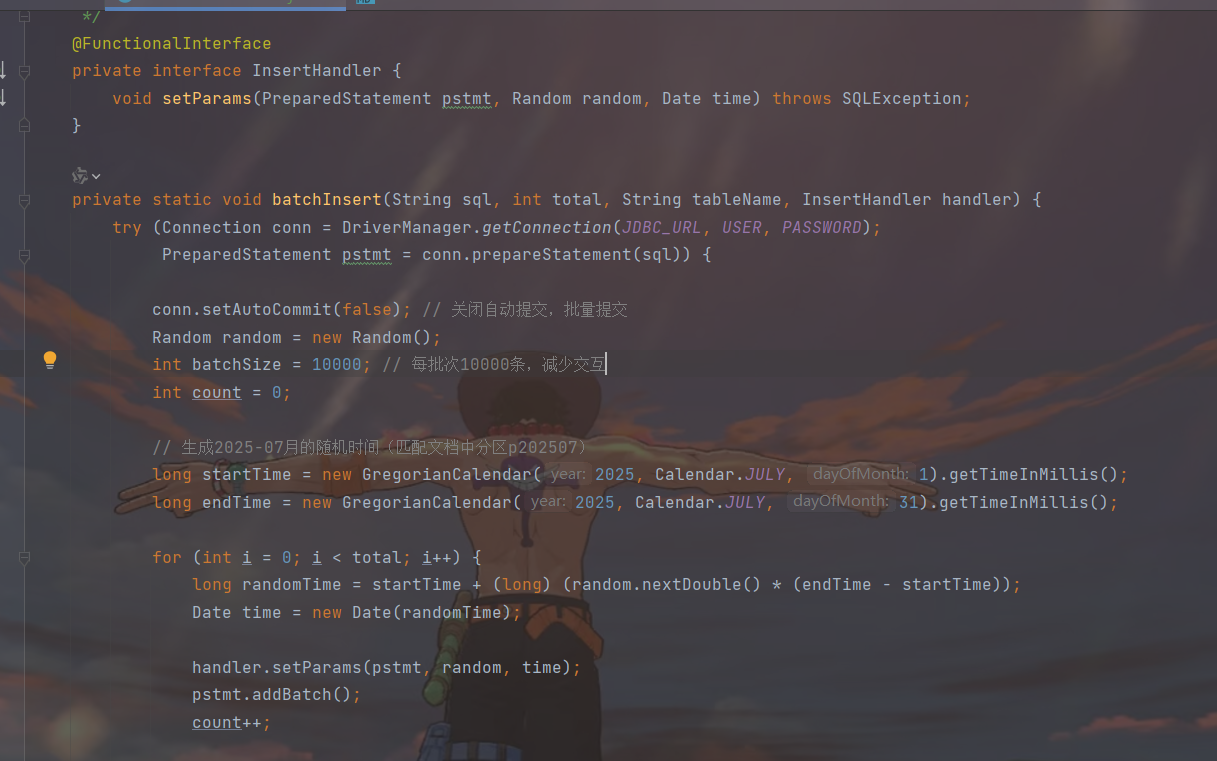 */
@FunctionalInterface
private interface InsertHandler {
void setParams(PreparedStatement pstmt, Random random, Date time) throws SQLException;
}
private static void batchInsert(String sql, int total, String tableName, InsertHandler handler) {
try (Connection conn = DriverManager.getConnection(JDBC_URL, USER, PASSWORD);
PreparedStatement pstmt = conn.prepareStatement(sql)) {
conn.setAutoCommit(false); // 关闭自动提交，批量提交
Random random = new Random();
int batchSize = 10000; // 每批次10000条，减少交互
int count = 0;
// 生成2025-07月的随机时间（匹配文档中分区p202507）
long startTime = new GregorianCalendar( year: 2025, Calendar.JULY, dayOfMonth: 1).getTimeInMillis();
long endTime = new GregorianCalendar( year: 2025, Calendar.JULY, dayOfMonth: 31).getTimeInMillis();
for (int i = 0; i < total; i++) {
long randomTime = startTime + (long) (random.nextDouble() * (endTime - startTime));
Date time = new Date(randomTime);
handler.setParams(pstmt, random, time);
pstmt.addBatch();
count++;